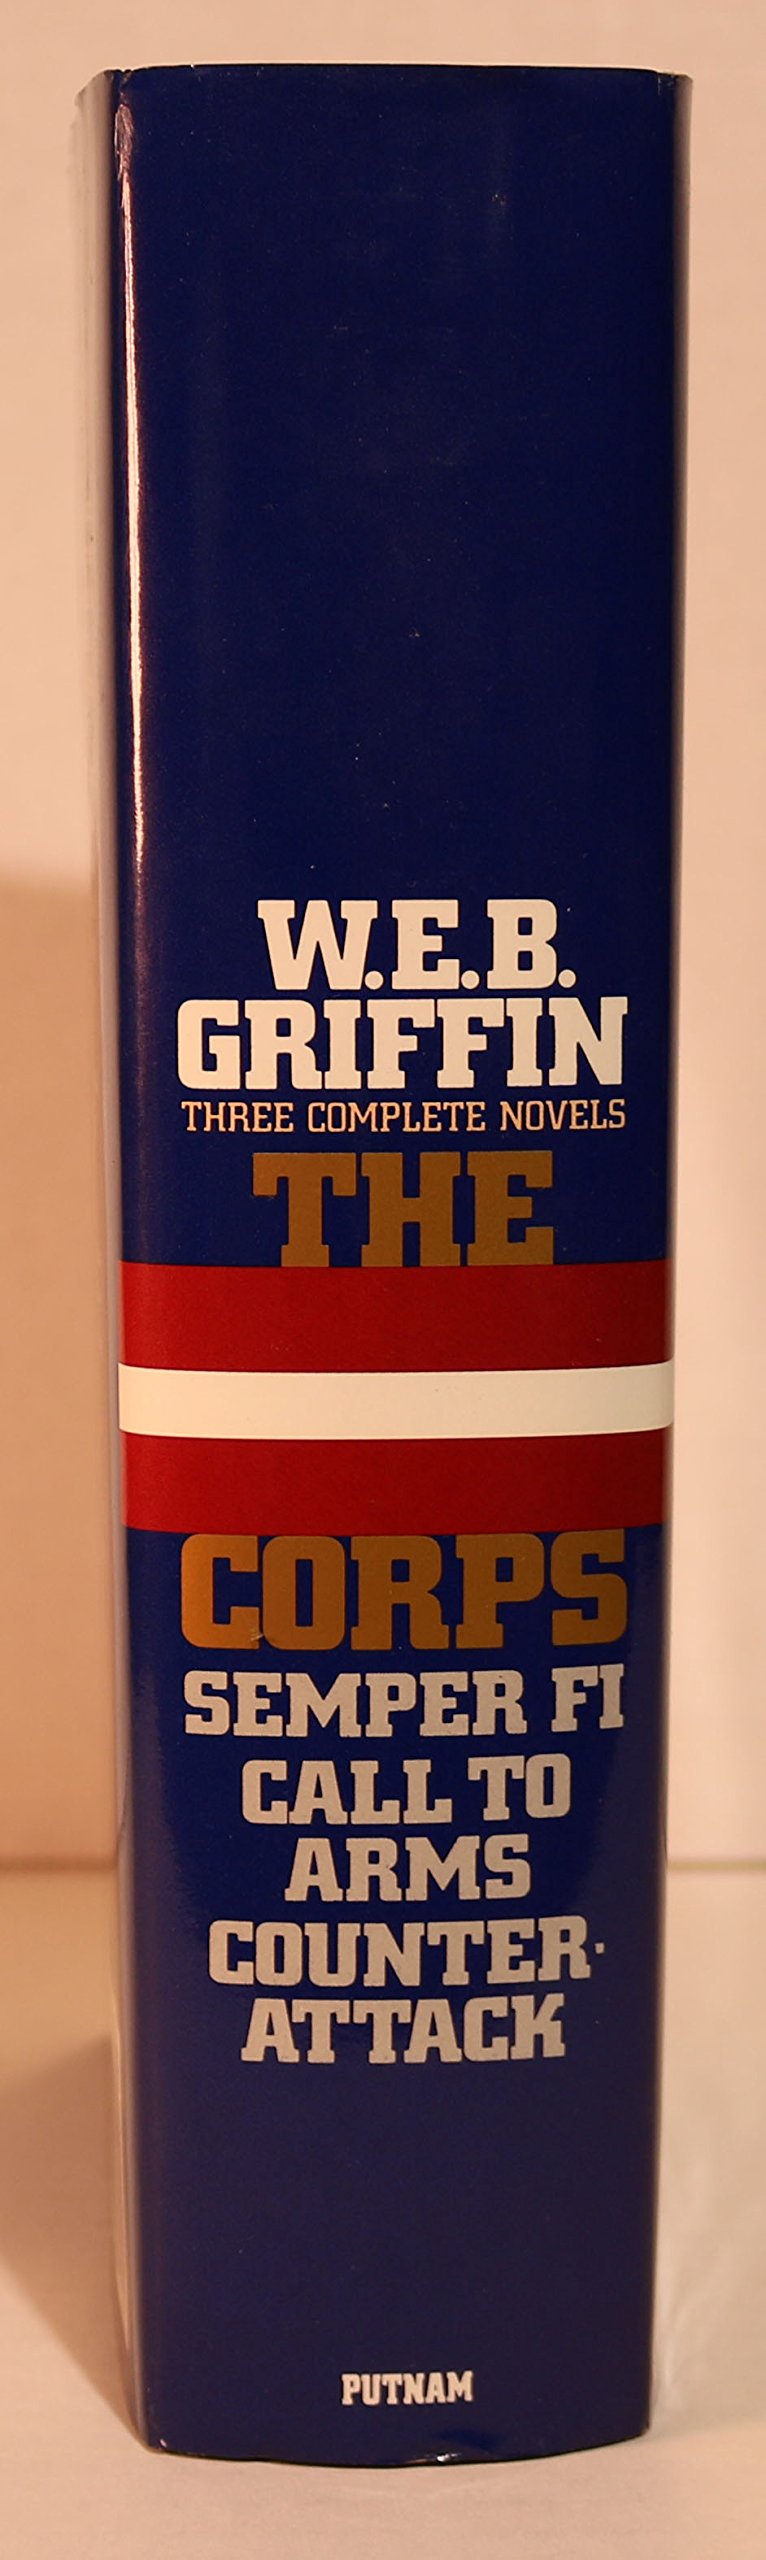 W.E.B.
GRIFFIN
THREE COMPLETE NOVELS
THE
CORPS
SEMPER FI
CALL TO
ARMS
COUNTER-
ATTACK
PUTNAM